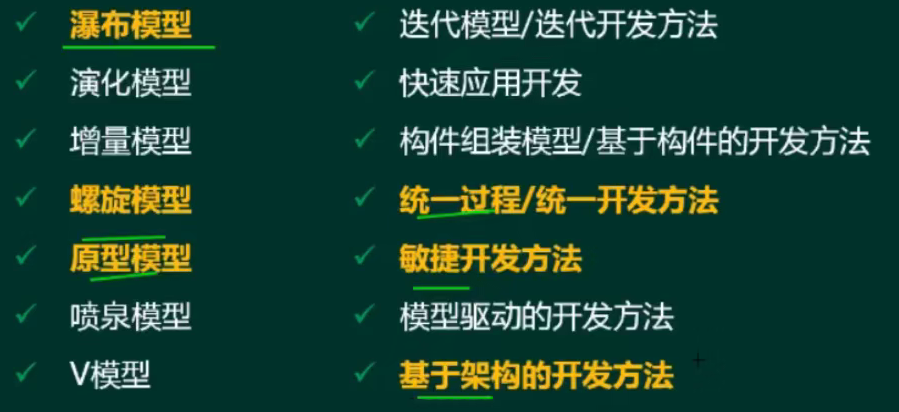 瀑布模型
迭代模型/迭代开发方法
演化模型
快速应用开发
增量模型
构件组装模型/基于构件的开发方法
螺旋模型
统一过程/统一开发方法
原型模型
敏捷开发方法
喷泉模型
模型驱动的开发方法
V模型
基于架构的开发方法